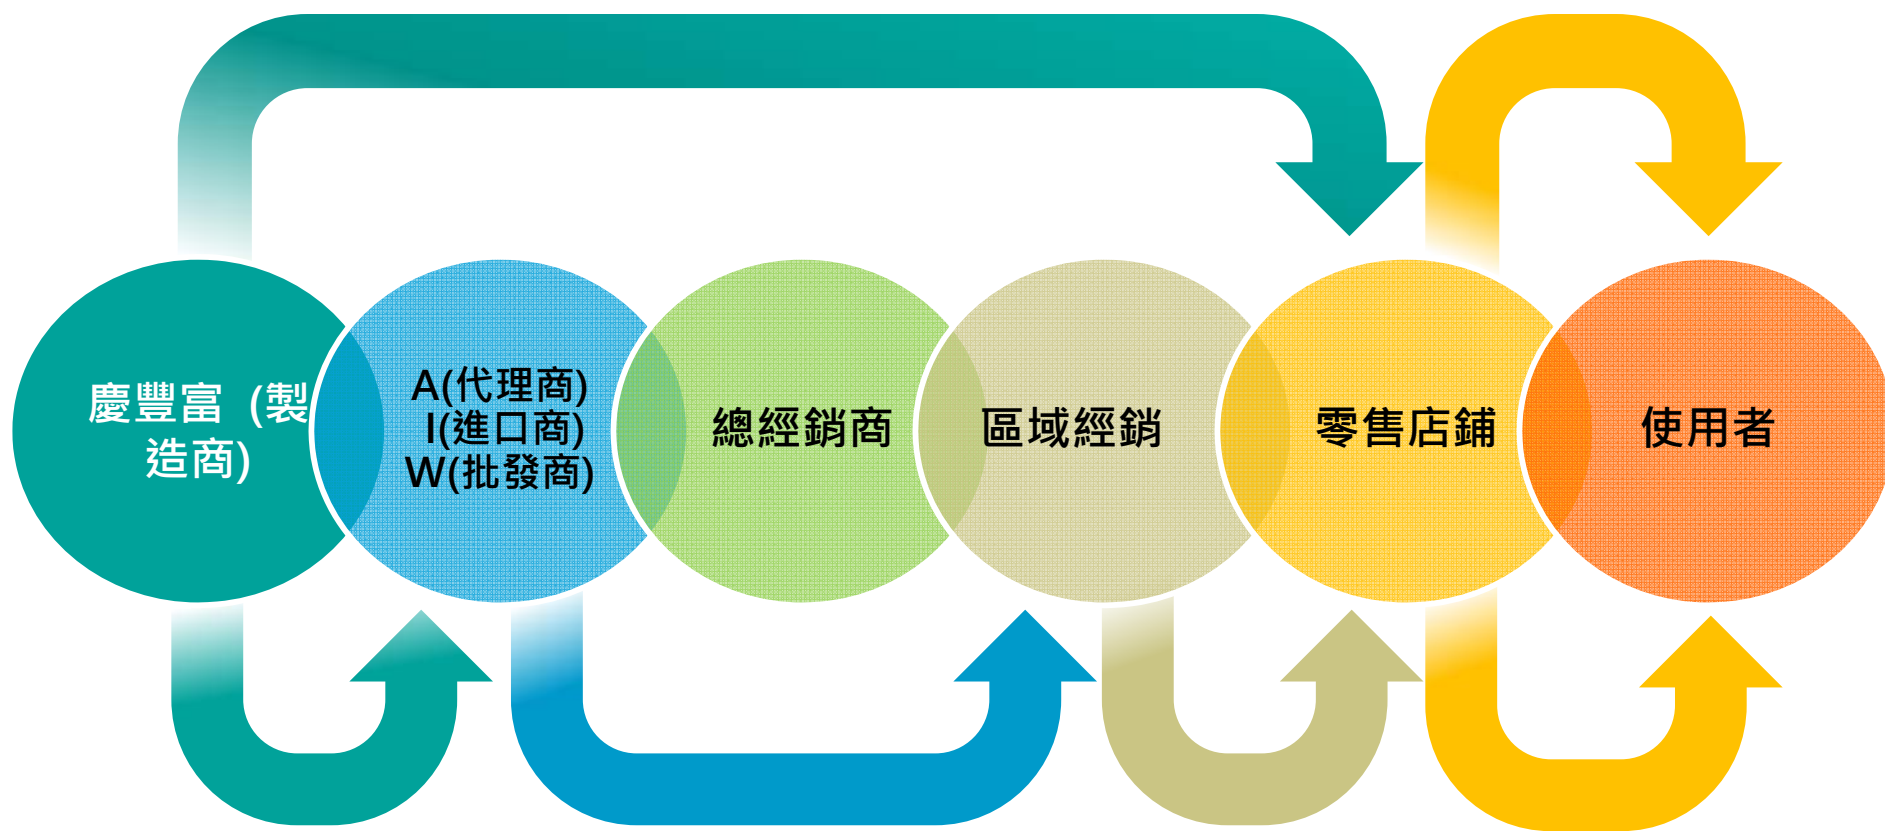 慶豐富 (製
造商)
A(代理商)
I(進口商)
W(批發商)
總經銷商
區域經銷
零售店鋪
使用者